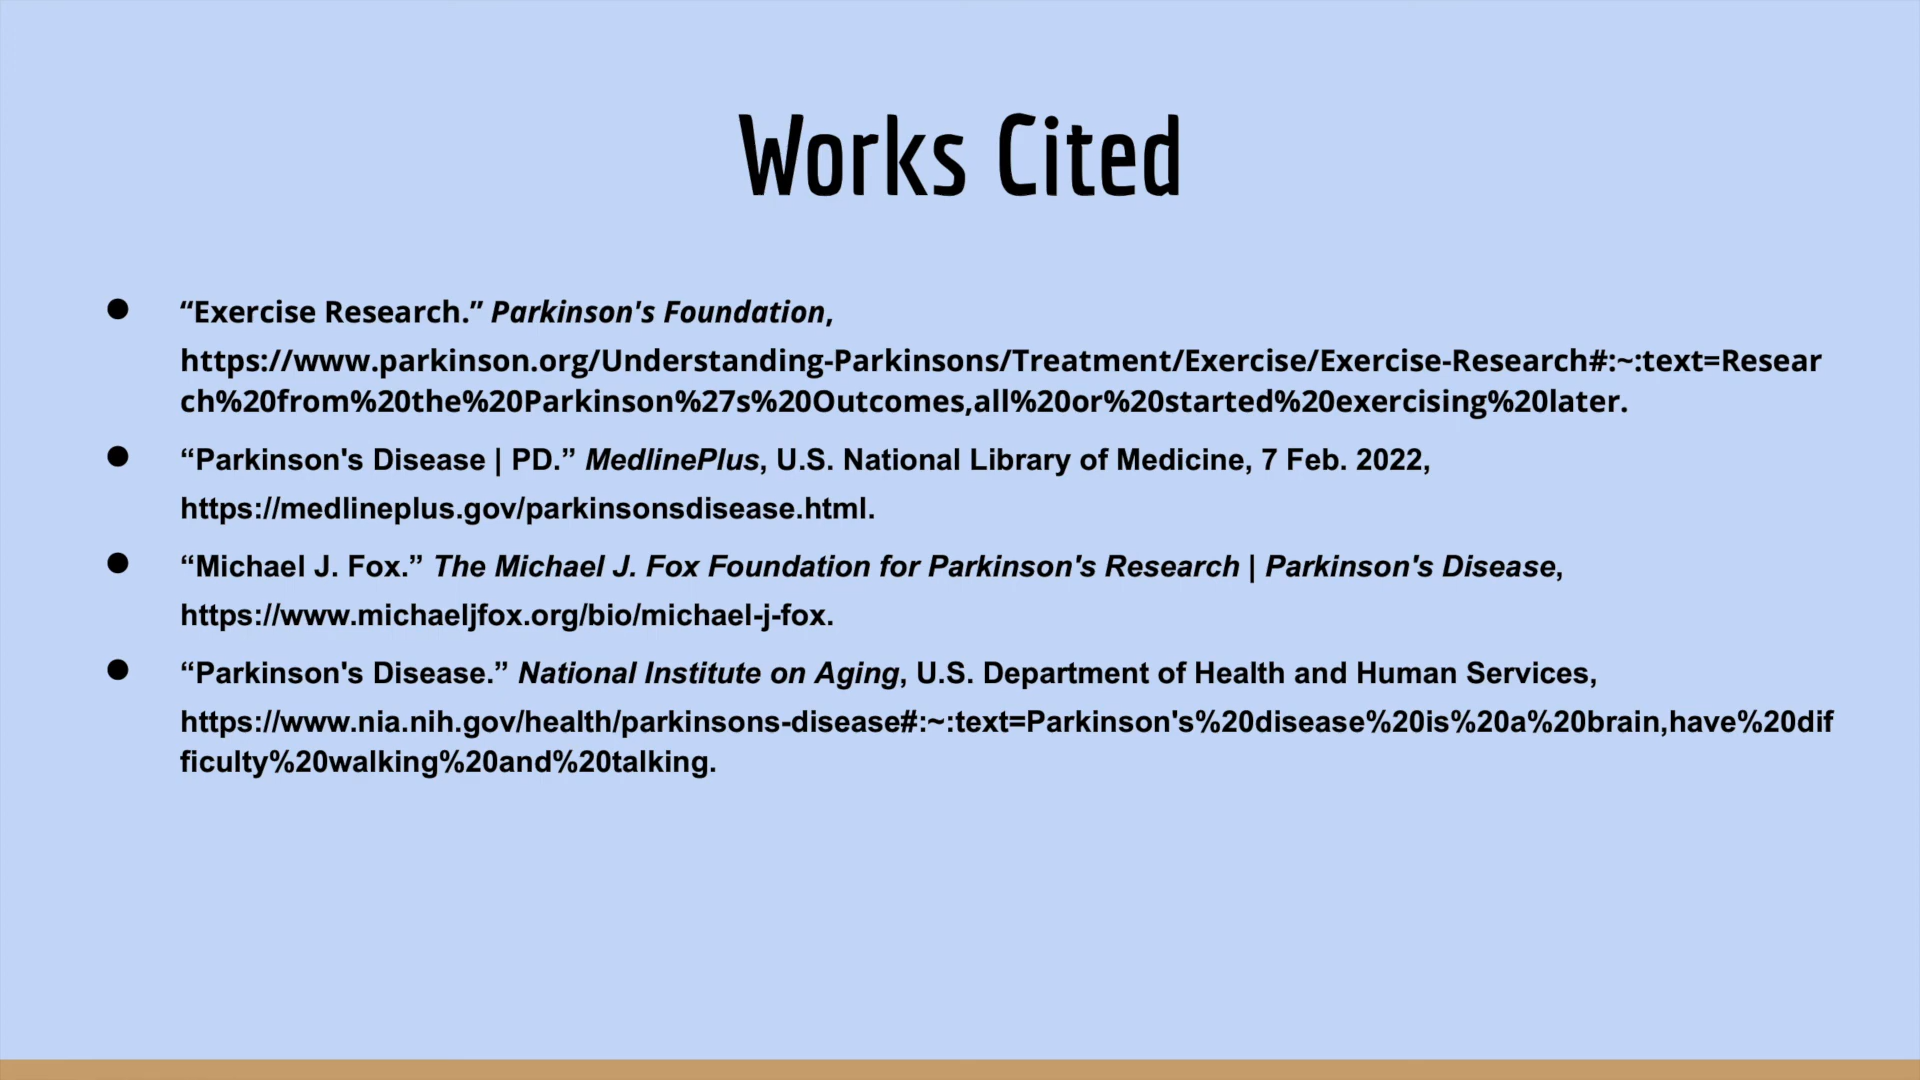 Works Cited
“Exercise Research.” Parkinson's Foundation,
https://www.parkinson.org/Understanding-Parkinsons/Treatment/Exercise/Exercise-Research#:~:text=Resear
ch%20from%20the%20Parkinson%27s%20Outcomes,all%20or%20started%20exercising%20later.
“Parkinson's Disease | PD.” MedlinePlus, U.S. National Library of Medicine, 7 Feb. 2022,
https://medlineplus.gov/parkinsonsdisease.html.
“Michael J. Fox.” The Michael J. Fox Foundation for Parkinson's Research | Parkinson's Disease,
https://www.michaeljfox.org/bio/michael-j-fox.
“Parkinson's Disease.” National Institute on Aging, U.S. Department of Health and Human Services,
https://www.nia.nih.gov/health/parkinsons-disease#:~:text=Parkinson's%20disease%20is%20a%20brain,have%20dif
ficulty%20walking%20and%20talking.